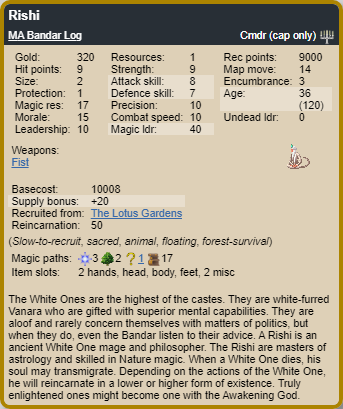 Rishi
MA Bandar Log Cmdr (cap only)
Gold: 320 Resources: 1 Rec points: 9000
Hit points: 9 Strength: 9 Map move: 14
Size: 2 Attack skill: 8 Encumbrance: 3
Protection: 1 Defence skill: 7 Age: 36
Magic res: 17 Precision: 10 (120)
Morale: 15 Combat speed: 10 Undead ldr: 0
Leadership: 10 Magic ldr: 40
Weapons:
Fist
Basecost: 10008
Supply bonus: +20
Recruited from: The Lotus Gardens
Reincarnation: 50
(Slow-to-recruit, sacred, animal, floating, forest-survival)
Magic paths: 3 2 ?1 17
Item slots: 2 hands, head, body, feet, 2 misc
The White Ones are the highest of the castes. They are white-furred
Vanara who are gifted with superior mental capabilities. They are
aloof and rarely concern themselves with matters of politics, but
when they do, even the Bandar listen to their advice. A Rishi is an
ancient White One mage and philosopher. The Rishi are masters of
astrology and skilled in Nature magic. When a White One dies, his
soul may transmigrate. Depending on the actions of the White One,
he will reincarnate in a lower or higher form of existence. Truly
enlightened ones might become one with the Awakening God.